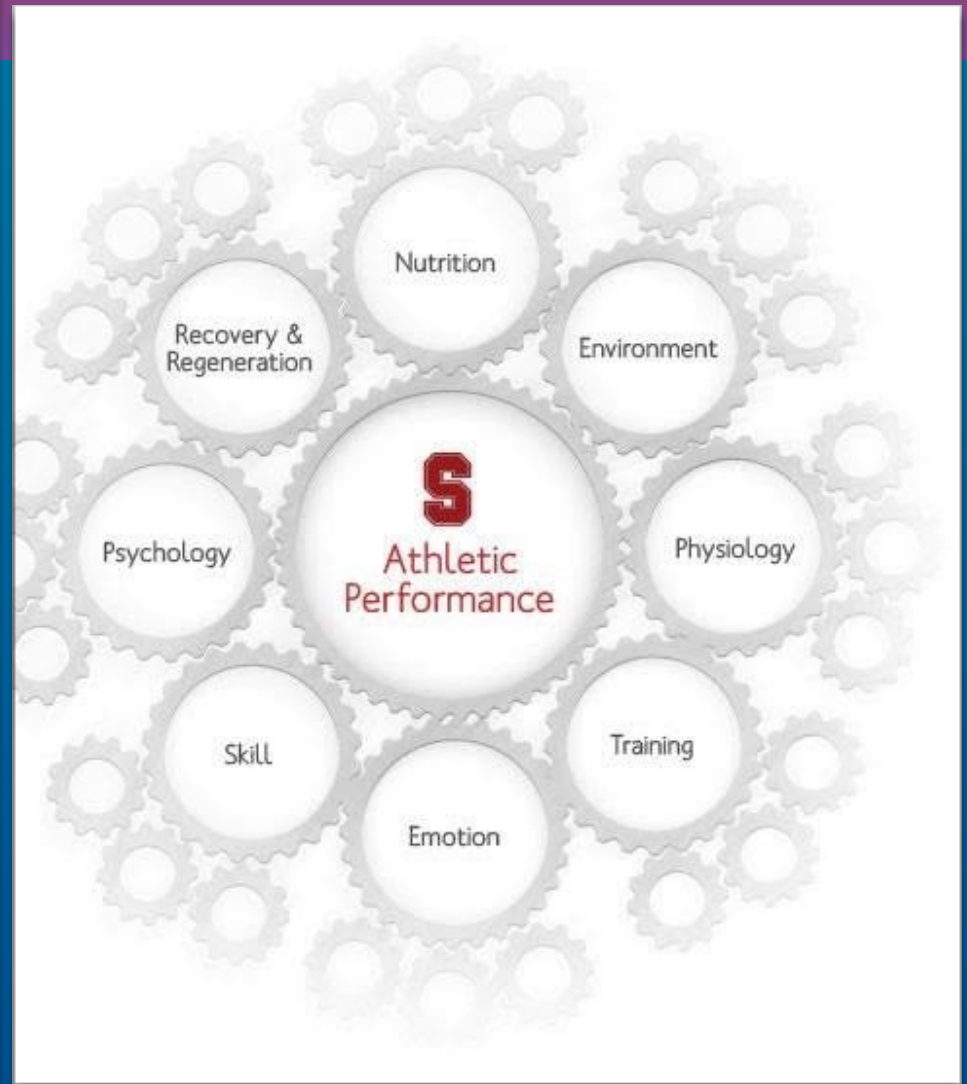 Nutrition
Recovery &
Regeneration
Environment
S
Athletic
Performance
Psychology
Physiology
Skill
Training
Emotion